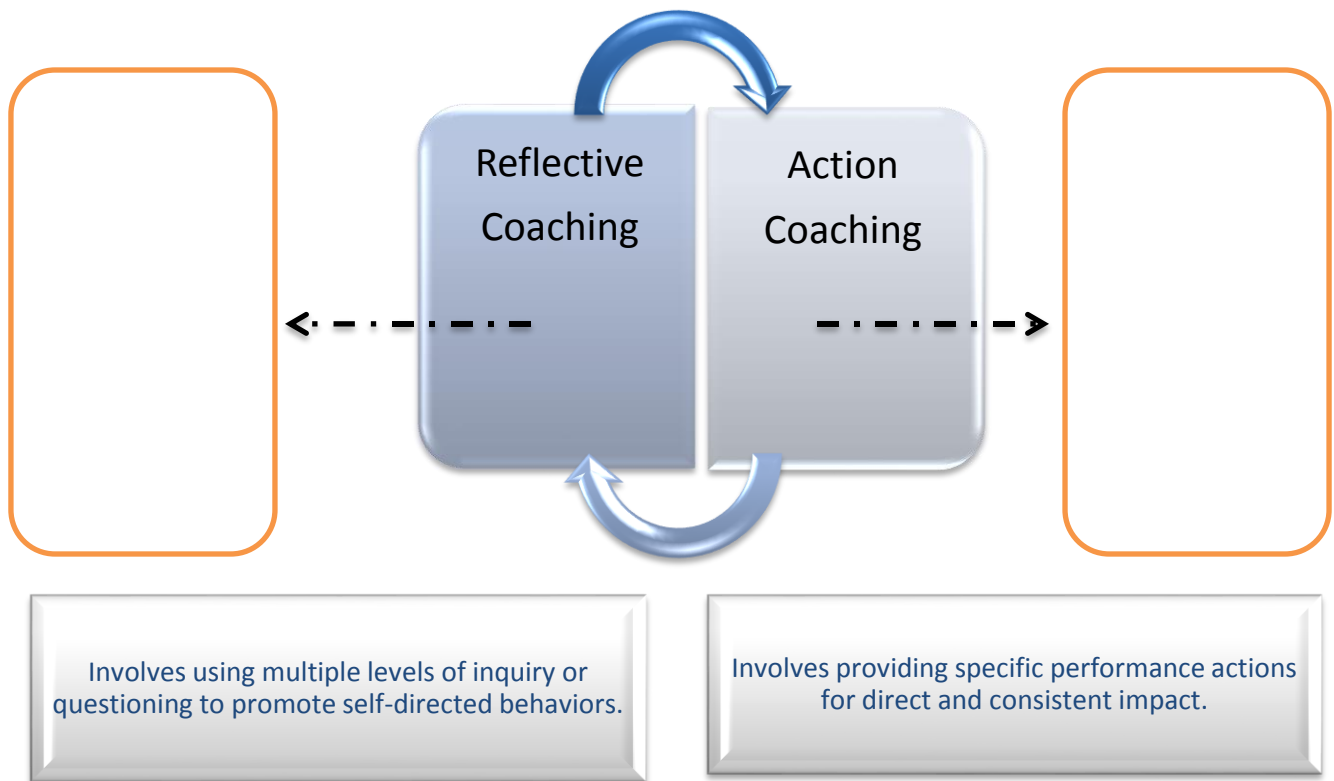 Reflective
Coaching
Action
Coaching
Involves using multiple levels of inquiry or
questioning to promote self-directed behaviors.
Involves providing specific performance actions
for direct and consistent impact.